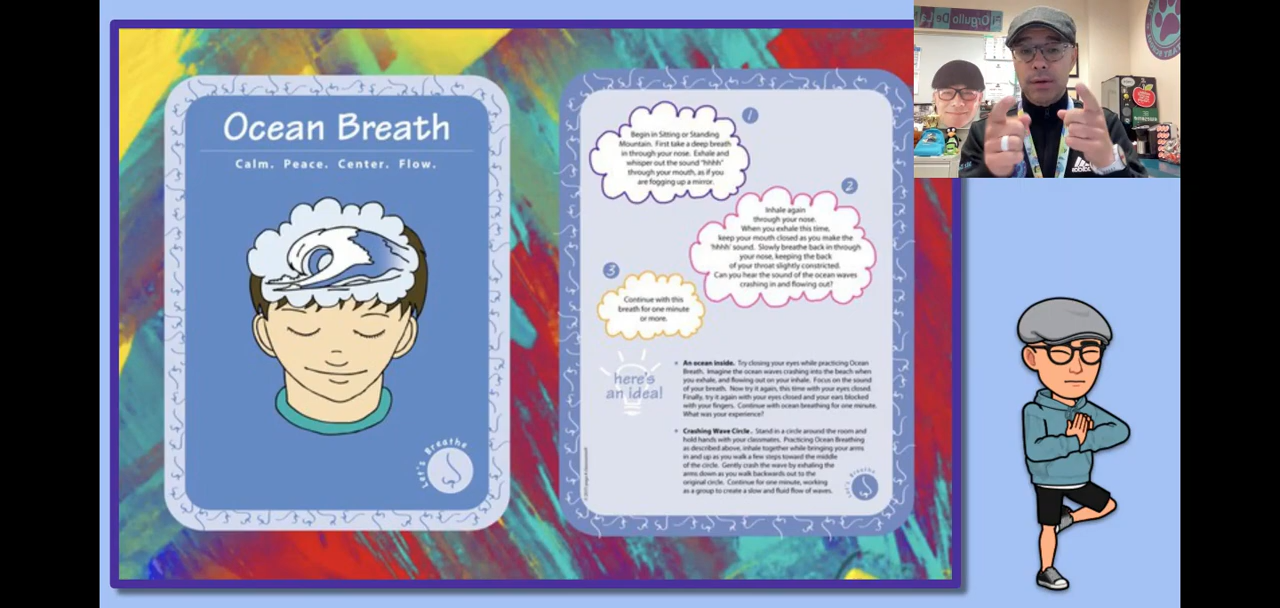 Ocean Breath
Calm. Peace. Center. Flow.
Let's Breathe
1
Begin in Sitting or Standing
Mountain. First take a deep breath
in through your nose. Exhale and
whisper out the sound "hhhh"
through your mouth, as if you
are fogging up a mirror.
2
Inhale again
through your nose.
When you exhale this time,
keep your mouth closed as you make the
'hhhh' sound. Slowly breathe back in through
your nose, keeping the back
of your throat slightly constricted.
Can you hear the sound of the ocean waves
crashing in and flowing out?
3
Continue with this
breath for one minute
or more.
here's
an idea!
An ocean inside. Try closing your eyes while practicing Ocean
Breath. Imagine the ocean waves crashing into the beach when
you exhale, and flowing out on your inhale. Focus on the sound
of your breath. Now try it again, this time with your eyes closed.
Finally, try it again with your eyes closed and your ears blocked
with your fingers. Continue with ocean breathing for one minute.
What was your experience?
Crashing Wave Circle. Stand in a circle around the room and
hold hands with your classmates. Practicing Ocean Breathing
as described above, inhale together while bringing your arms
in and up as you walk a few steps toward the middle
of the circle. Gently crash the wave by exhaling the
arms down as you walk backwards out to the
original circle. Continue for one minute, working
as a group to create a slow and fluid flow of waves.
Let's Breathe
Orgullo De La